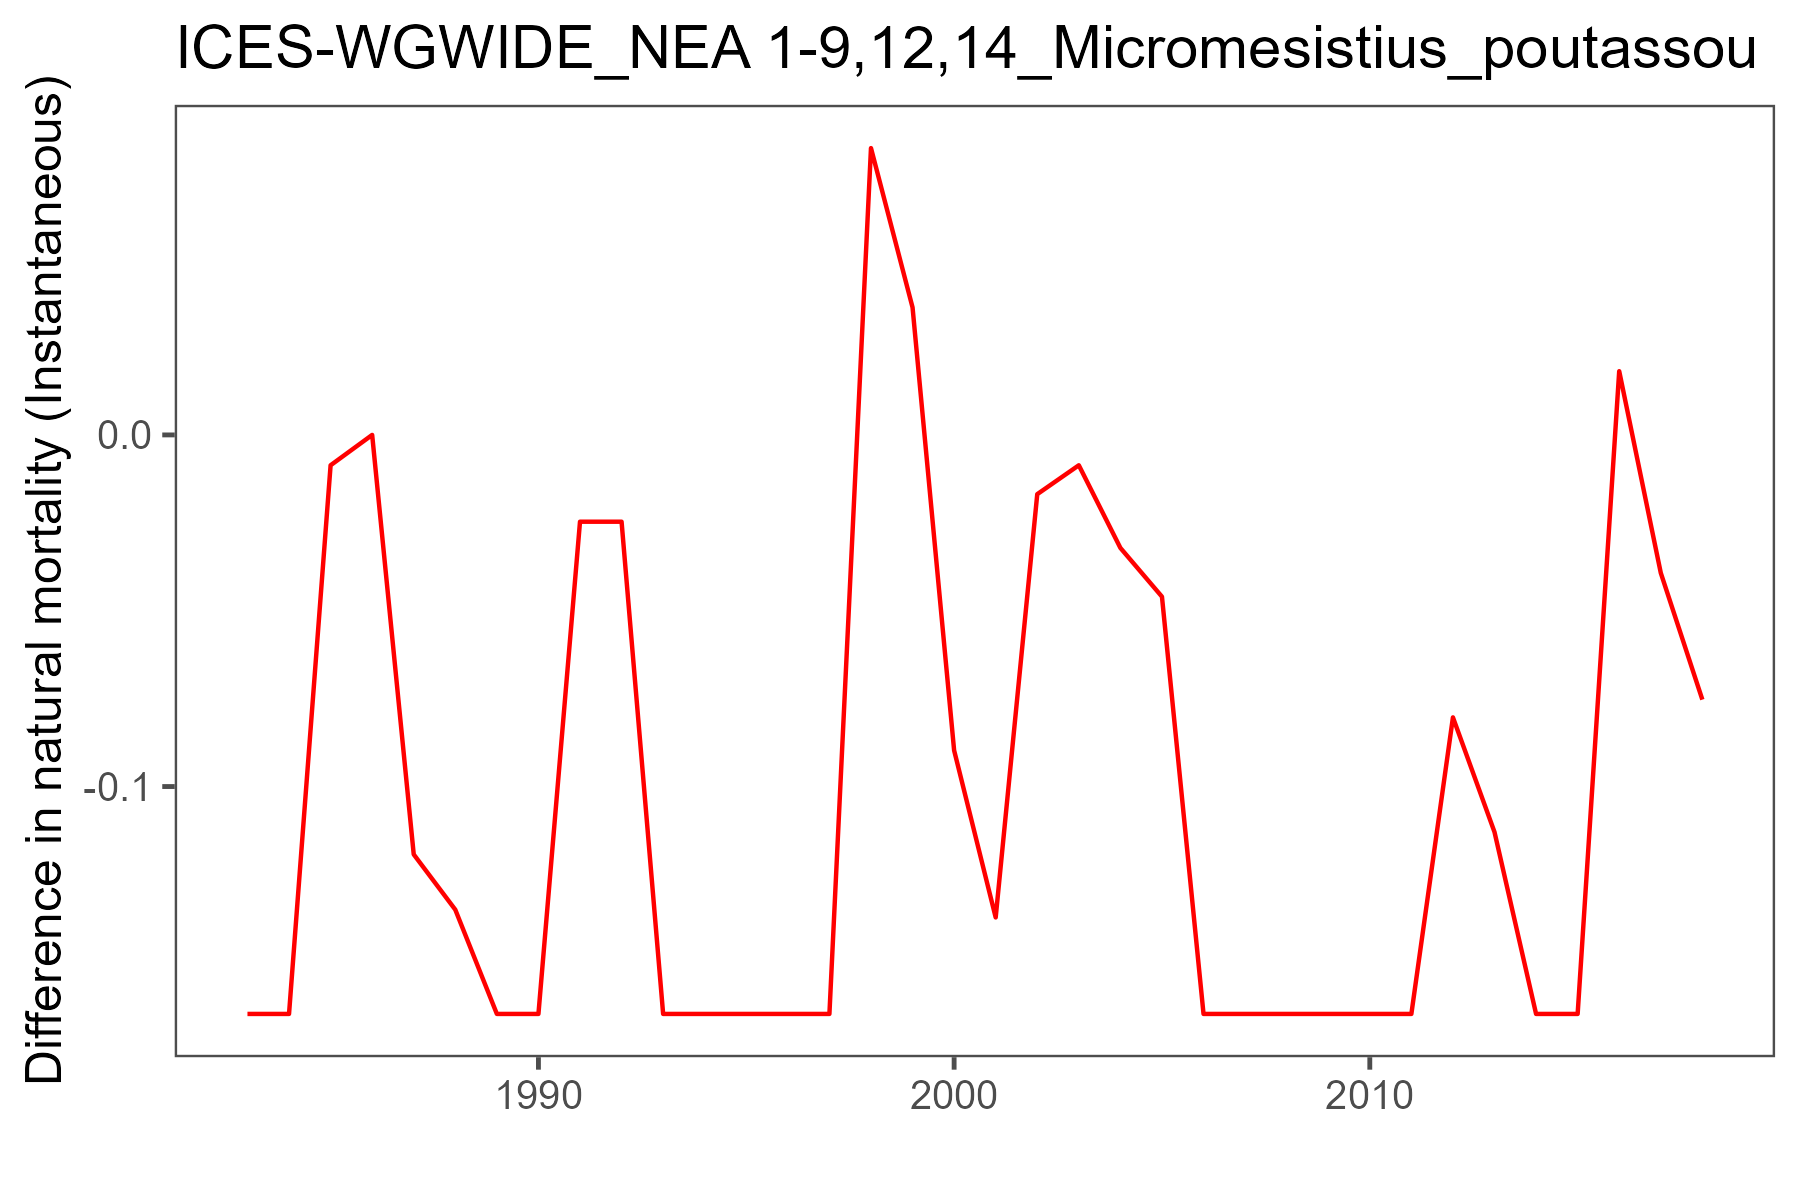 ICES-WGWIDE_NEA 1-9,12,14_Micromesistius_poutassou
Difference in natural mortality (Instantaneous)
0.0
-0.1
1990
2000
2010